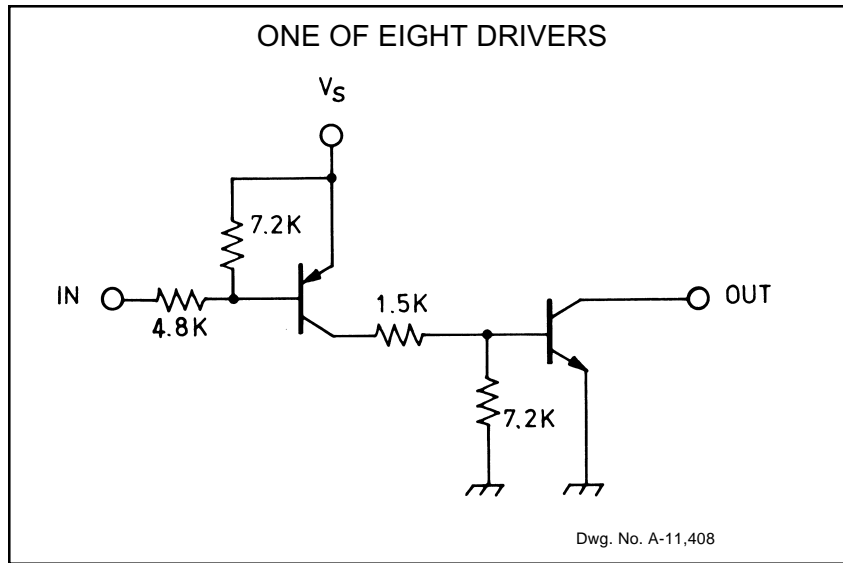 ONE OF EIGHT DRIVERS
VS
7.2K
IN
4.8K
1.5K
OUT
7.2K
Dwg. No. A-11,408